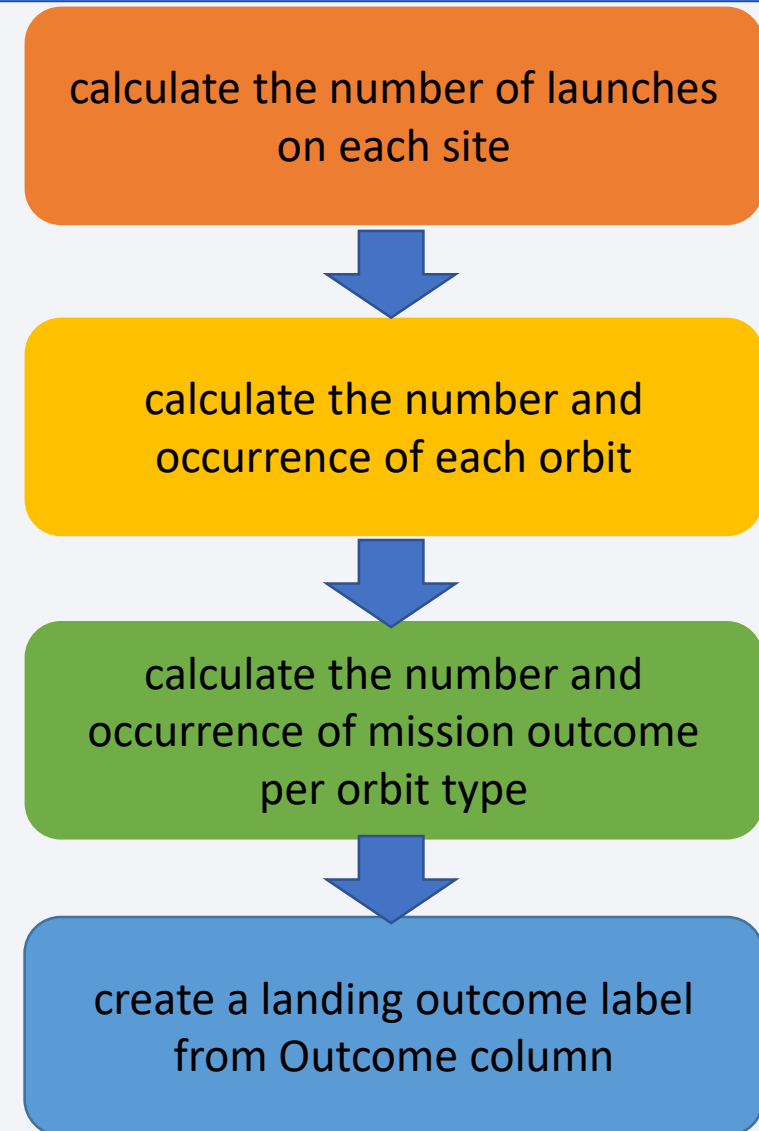 calculate the number of launches
on each site
calculate the number and
occurrence of each orbit
calculate the number and
occurrence of mission outcome
per orbit type
create a landing outcome label
from Outcome column